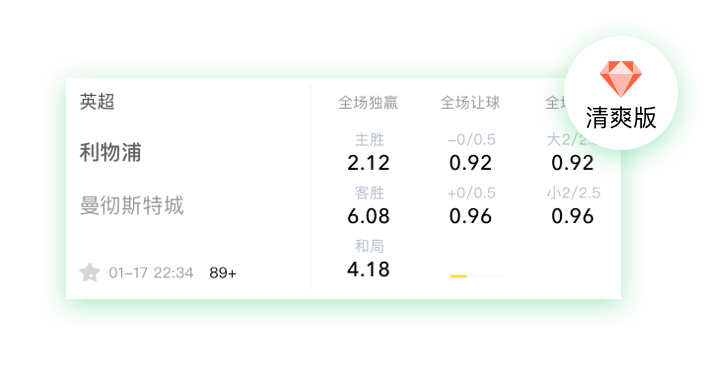 英超
利物浦
曼彻斯特城
01-17 22:34 89+
全场独赢 全场让球 全场
主胜 -0/0.5 大2/2.5
2.12 0.92 0.92
客胜 +0/0.5 小2/2.5
6.08 0.96 0.96
和局
4.18
清爽版